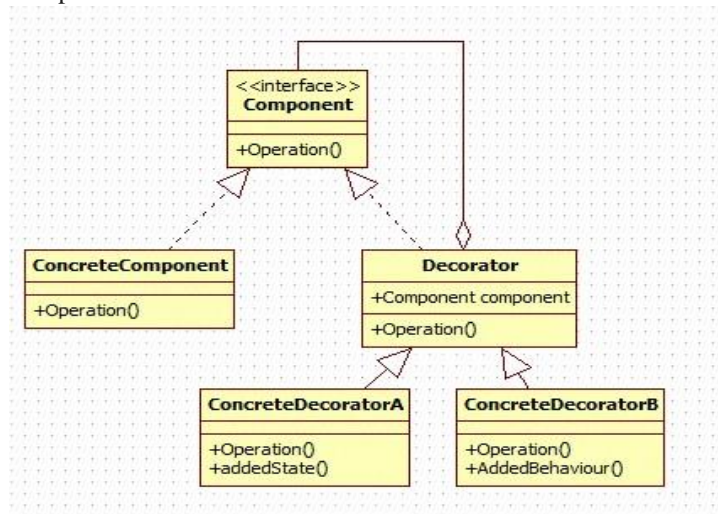 <<interface>>
Component
+Operation()
ConcreteComponent
+Operation()
Decorator
+Component component
+Operation()
ConcreteDecoratorA
+Operation()
+addedState()
ConcreteDecoratorB
+Operation()
+AddedBehaviour()